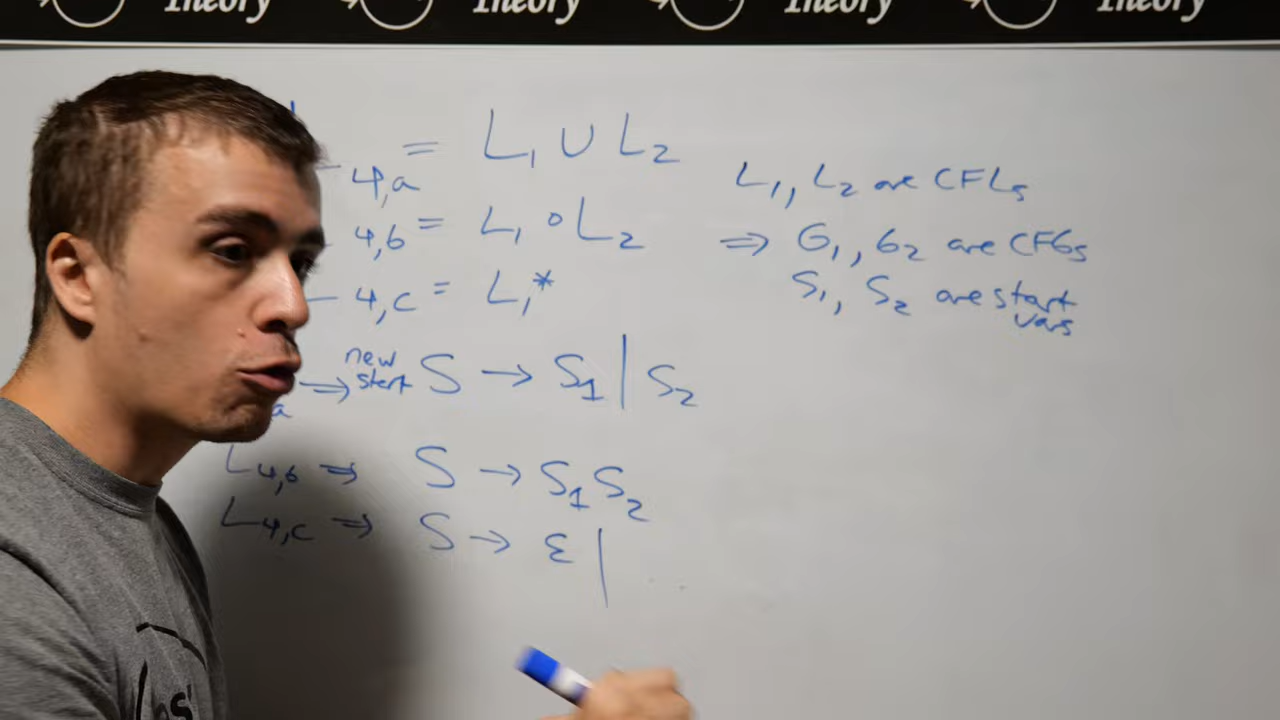 Theory Theory Theory Theory
4,a = L₁ ∪ L₂
L₁, L₂ are CFLs
4,b = L₁ ∘ L₂
⇒ G₁, G₂ are CFGs
4,c = L₁*
S₁, S₂ are start vars
a ⇒ new start S → S₁ | S₂
L₄,b ⇒ S → S₁ S₂
L₄,c ⇒ S → ε |